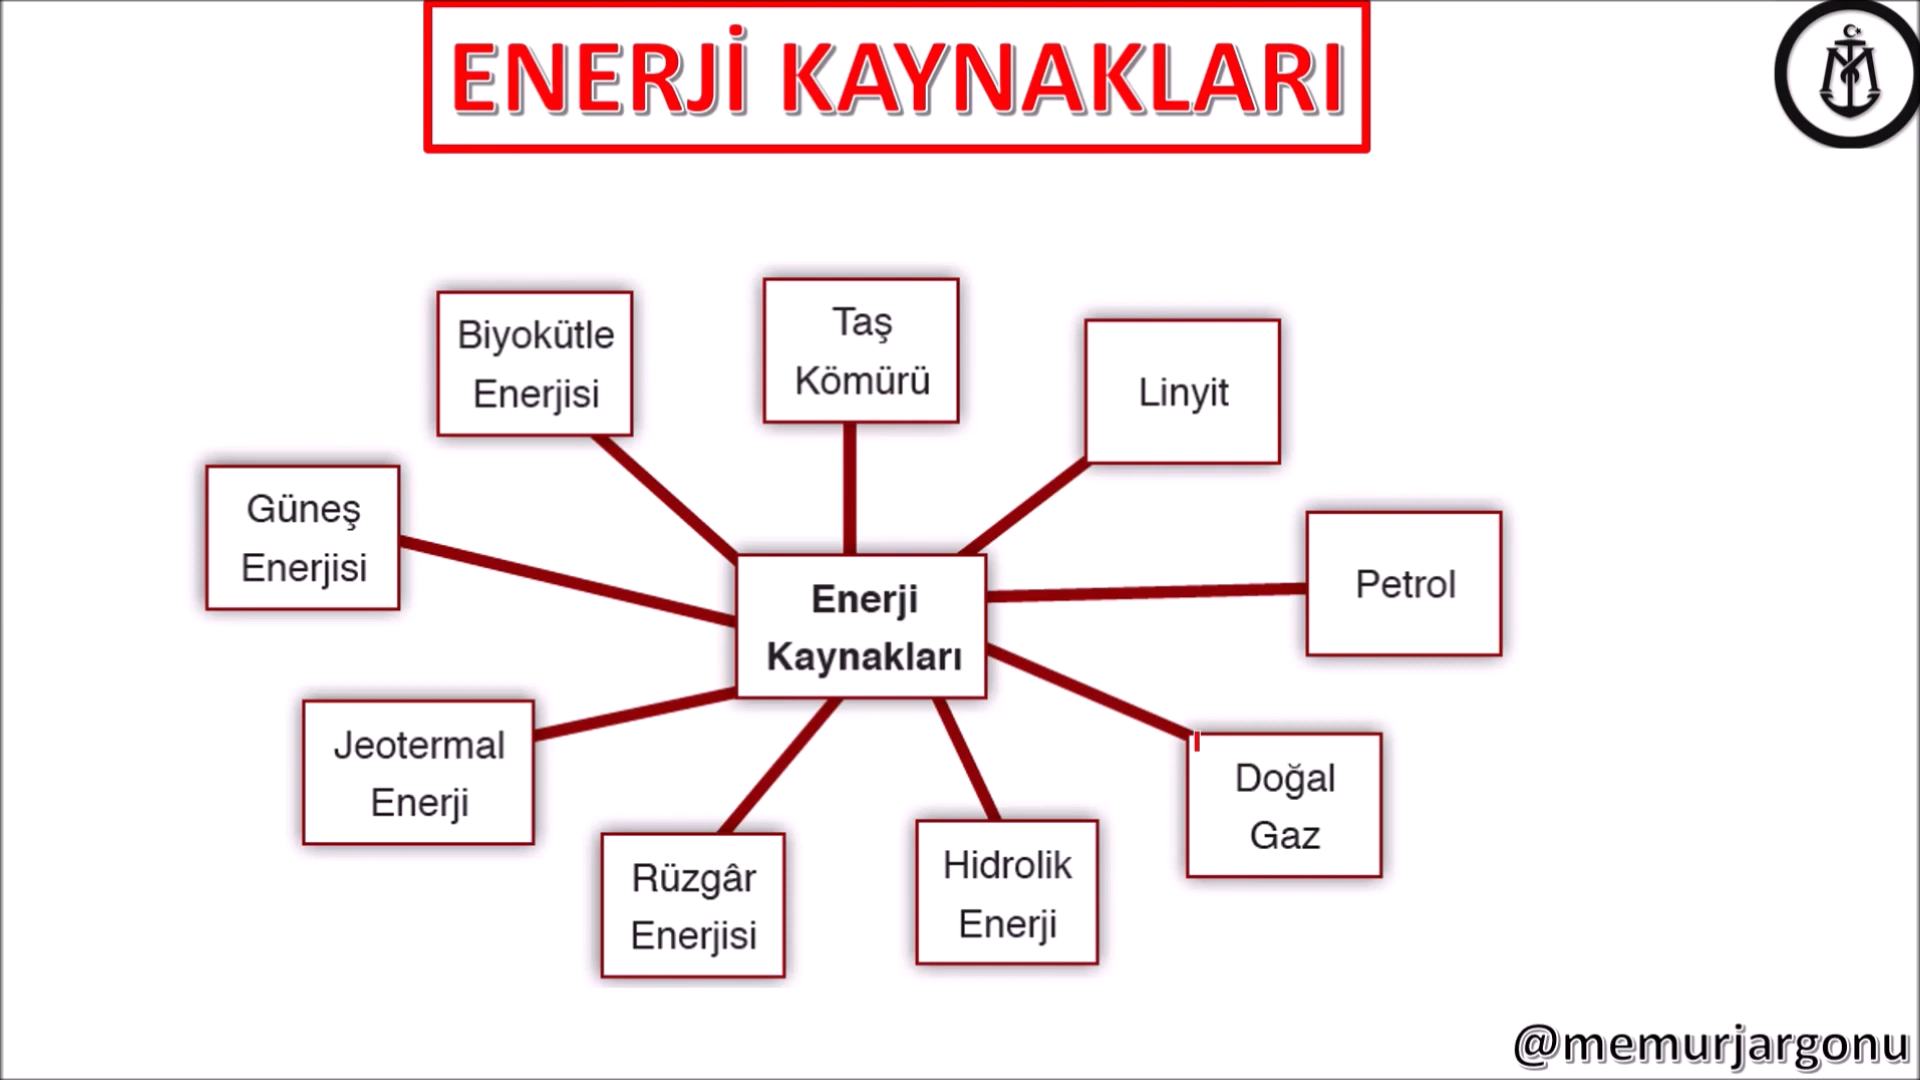 ENERJİ KAYNAKLARI
Taş
Kömürü
Biyokütle
Enerjisi
Linyit
Güneş
Enerjisi
Petrol
Enerji
Kaynakları
Jeotermal
Enerji
Doğal
Gaz
Rüzgâr
Enerjisi
Hidrolik
Enerji
@memurjargonu